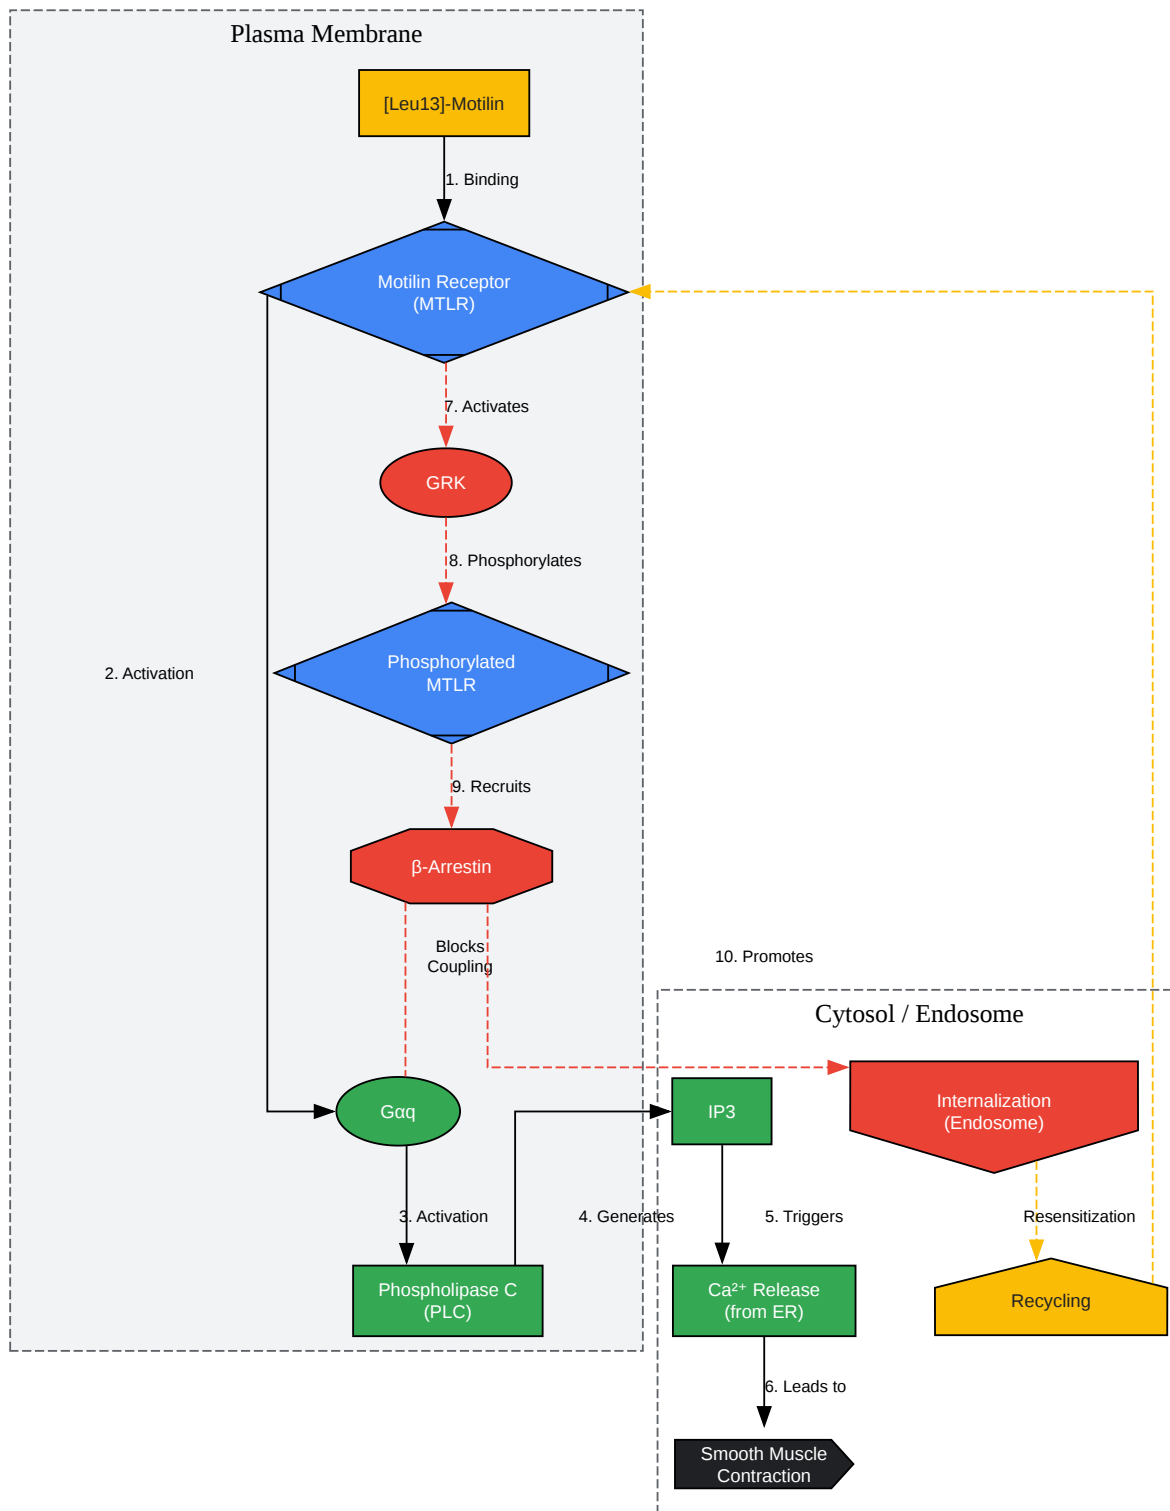 Plasma Membrane
[Leu13]-Motilin
1. Binding
Motilin Receptor
(MTLR)
7. Activates
GRK
8. Phosphorylates
Phosphorylated
MTLR
2. Activation
9. Recruits
β-Arrestin
Blocks
Coupling
10. Promotes
Cytosol / Endosome
Gαq
IP3
Internalization
(Endosome)
3. Activation
4. Generates
5. Triggers
Resensitization
Phospholipase C
(PLC)
Ca²⁺ Release
(from ER)
Recycling
6. Leads to
Smooth Muscle
Contraction